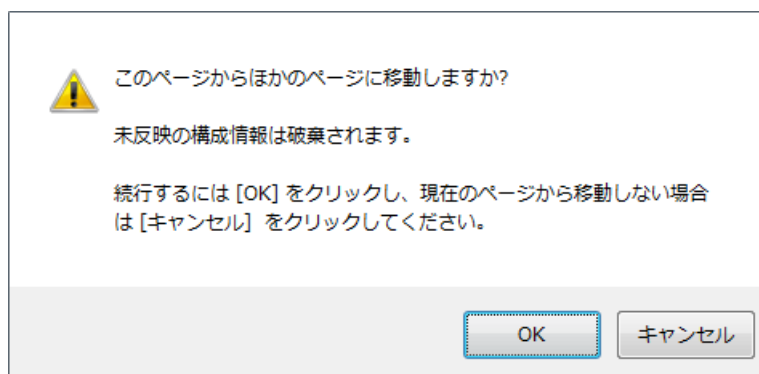 このページからほかのページに移動しますか?
未反映の構成情報は破棄されます。
続行するには [OK] をクリックし、現在のページから移動しない場合
は [キャンセル] をクリックしてください。
OK
キャンセル